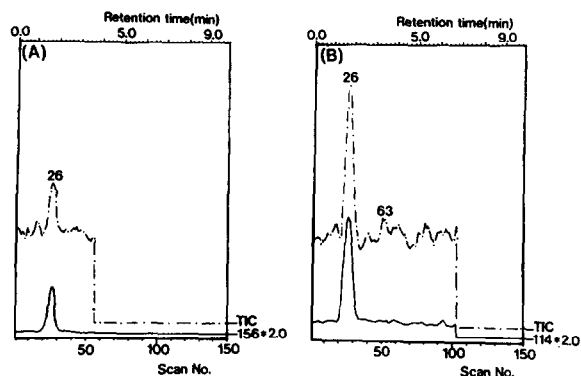 Retention time(min)
0.0 5.0 9.0
(A)
26
TIC
156*2.0
50 100 150
Scan No.
Retention time(min)
0.0 5.0 9.0
(B)
26
63
TIC
114*2.0
50 100 150
Scan No.